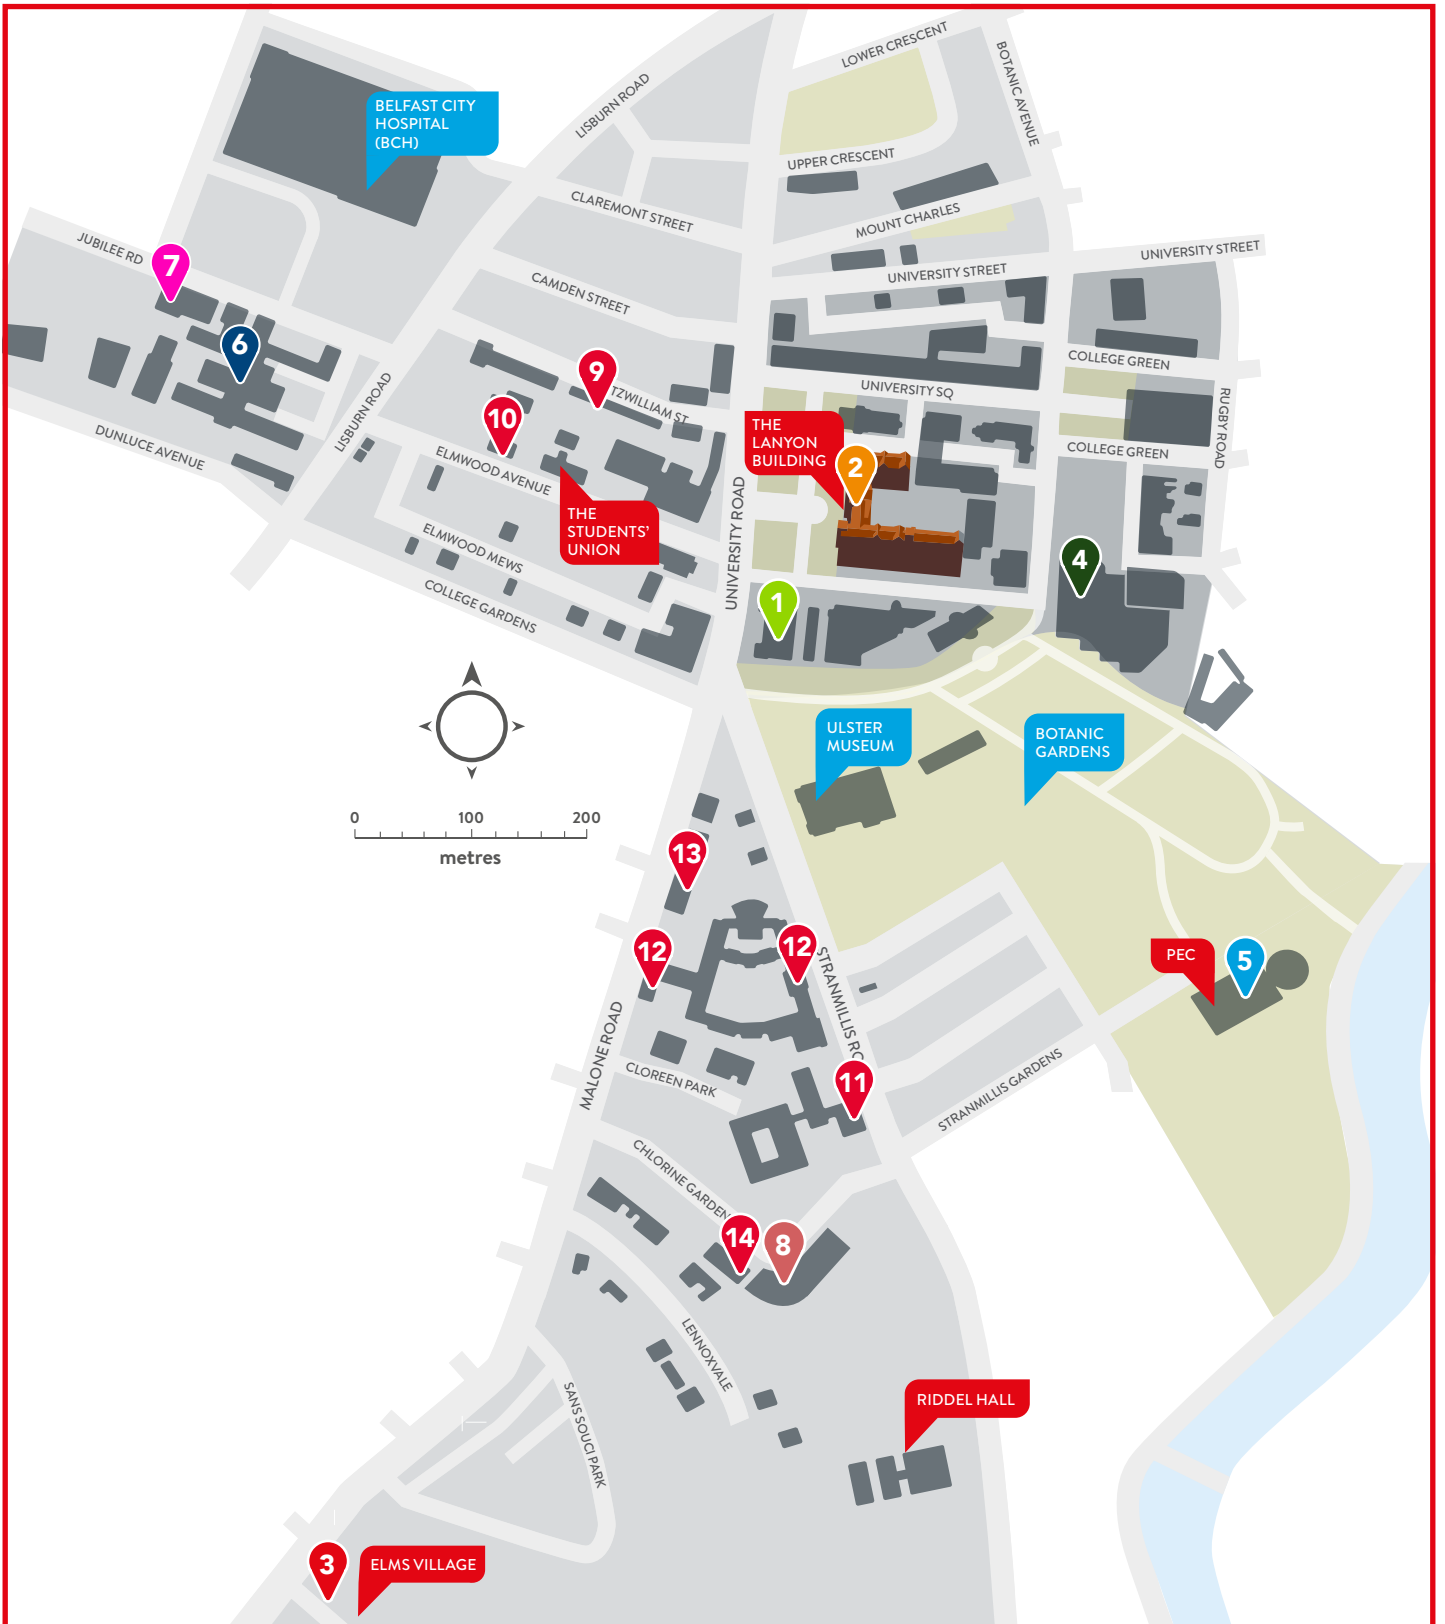 LOWER CRESCENT
BOTANIC AVENUE
LISBURN ROAD
BELFAST CITY
HOSPITAL
(BCH)
UPPER CRESCENT
CLAREMONT STREET
MOUNT CHARLES
JUBILEE RD
7
UNIVERSITY STREET
UNIVERSITY STREET
CAMDEN STREET
6
COLLEGE GREEN
9
TZWILLIAM ST
UNIVERSITY SQ
RUGBY ROAD
LISBURN ROAD
10
THE
LANYON
BUILDING
2
DUNLUCE AVENUE
ELMWOOD AVENUE
COLLEGE GREEN
THE
STUDENTS'
UNION
UNIVERSITY ROAD
ELMWOOD MEWS
4
COLLEGE GARDENS
1
ULSTER
MUSEUM
BOTANIC
GARDENS
0 100 200
metres
13
12
12
STRANMILLIS RO
PEC
5
MALONE ROAD
CLOREEN PARK
11
STRANMILLIS GARDENS
CHLORINE GARDEN
14
8
LENNOXVALE
SANS SOUCI PARK
RIDDEL HALL
3
ELMS VILLAGE